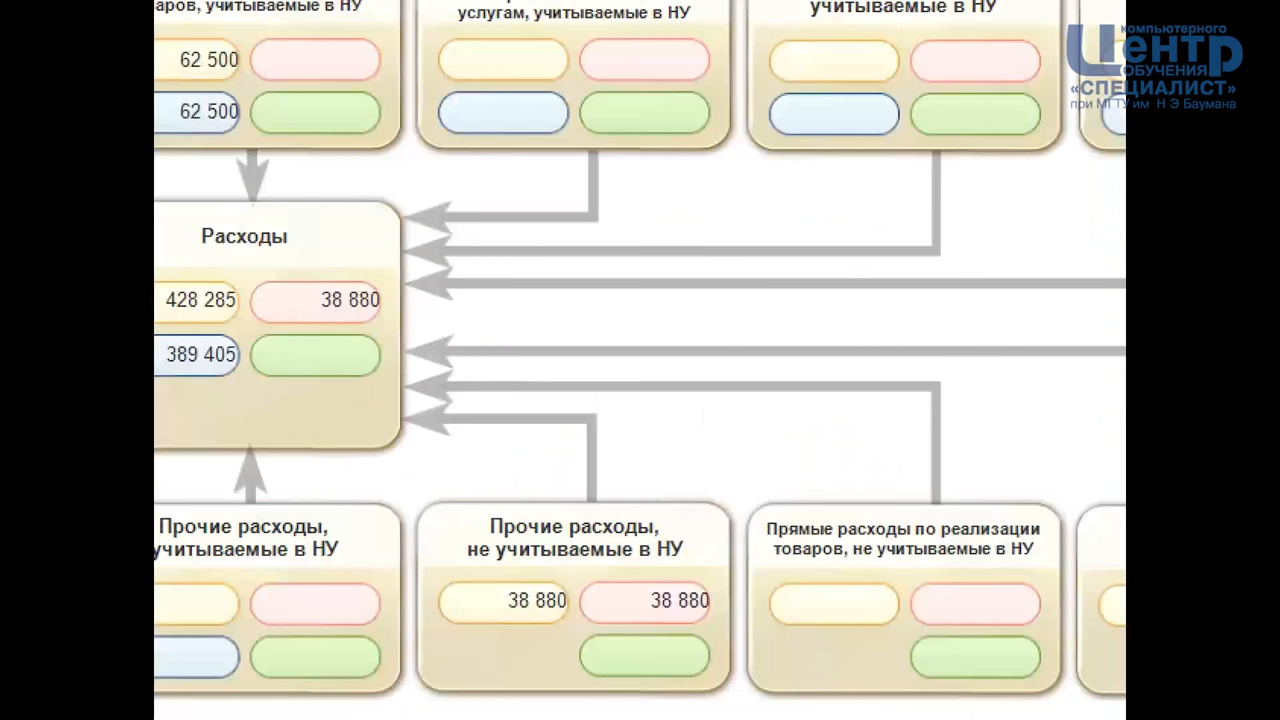 учитываемые в НУ
услугам, учитываемые в НУ
учитываемые в НУ
компьютерного
Центр
ОБУЧЕНИЯ
«СПЕЦИАЛИСТ»
при МГТУ им Н Э Баумана
62 500
62 500
Расходы
428 285
38 880
389 405
Прочие расходы,
учитываемые в НУ
Прочие расходы,
не учитываемые в НУ
38 880
38 880
Прямые расходы по реализации
товаров, не учитываемые в НУ